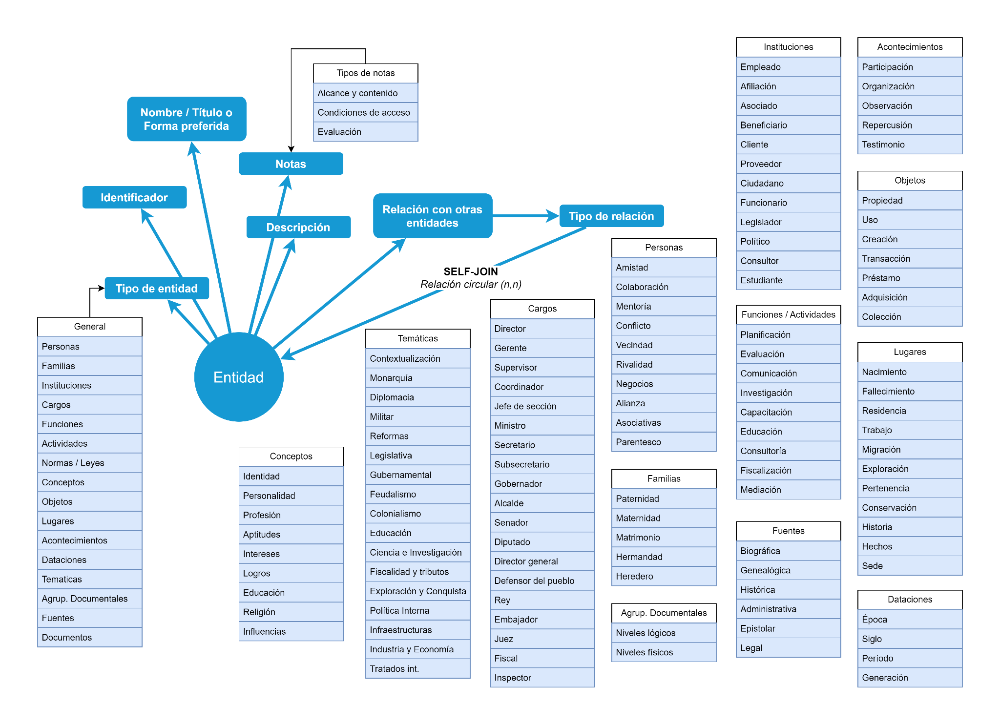 Tipos de notas
Alcance y contenido
Condiciones de acceso
Evaluación
Nombre / Título o
Forma preferida
Notas
Identificador
Descripción
Relación con otras
entidades
Tipo de relación
SELF-JOIN
Relación circular (n,n)
Tipo de entidad
Entidad
General
Personas
Familias
Instituciones
Cargos
Funciones
Actividades
Normas / Leyes
Conceptos
Objetos
Lugares
Acontecimientos
Dataciones
Tematicas
Agrup. Documentales
Fuentes
Documentos
Conceptos
Identidad
Personalidad
Profesión
Aptitudes
Intereses
Logros
Educación
Religión
Influencias
Temáticas
Contextualización
Monarquía
Diplomacia
Militar
Reformas
Legislativa
Gubernamental
Feudalismo
Colonialismo
Educación
Ciencia e Investigación
Fiscalidad y tributos
Exploración y Conquista
Política Interna
Infraestructuras
Industria y Economía
Tratados int.
Cargos
Director
Gerente
Supervisor
Coordinador
Jefe de sección
Ministro
Secretario
Subsecretario
Gobernador
Alcalde
Senador
Diputado
Director general
Defensor del pueblo
Rey
Embajador
Juez
Fiscal
Inspector
Personas
Amistad
Colaboración
Mentoría
Conflicto
Vecindad
Rivalidad
Negocios
Alianza
Asociativas
Parentesco
Familias
Paternidad
Maternidad
Matrimonio
Hermandad
Heredero
Agrup. Documentales
Niveles lógicos
Niveles físicos
Instituciones
Empleado
Afiliación
Asociado
Beneficiario
Cliente
Proveedor
Ciudadano
Funcionario
Legislador
Político
Consultor
Estudiante
Funciones / Actividades
Planificación
Evaluación
Comunicación
Investigación
Capacitación
Educación
Consultoría
Fiscalización
Mediación
Fuentes
Biográfica
Genealógica
Histórica
Administrativa
Epistolar
Legal
Acontecimientos
Participación
Organización
Observación
Repercusión
Testimonio
Objetos
Propiedad
Uso
Creación
Transacción
Préstamo
Adquisición
Colección
Lugares
Nacimiento
Fallecimiento
Residencia
Trabajo
Migración
Exploración
Pertenencia
Conservación
Historia
Hechos
Sede
Dataciones
Época
Siglo
Período
Generación